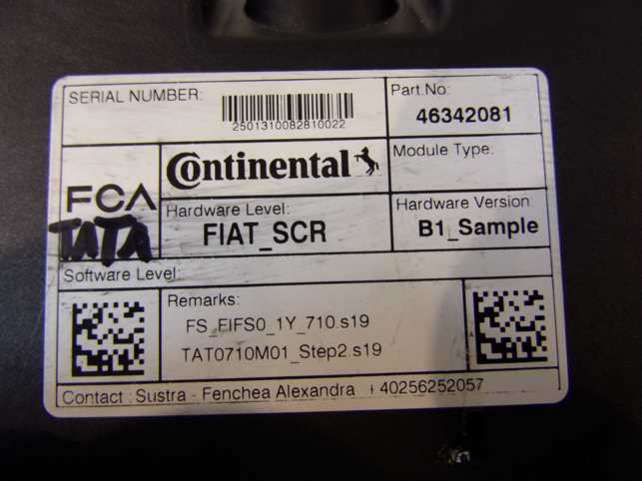 SERIAL NUMBER:
2501310082810022
Part.No:
46342081
FCA
TATA
Continental
Module Type:
Hardware Level:
FIAT_SCR
Hardware Version
B1_Sample
Software Level:
Remarks:
FS_FIFS0_1Y_710.s19
TAT0710M01_Step2.s19
Contact : Sustra - Fenchea Alexandra 40256252057